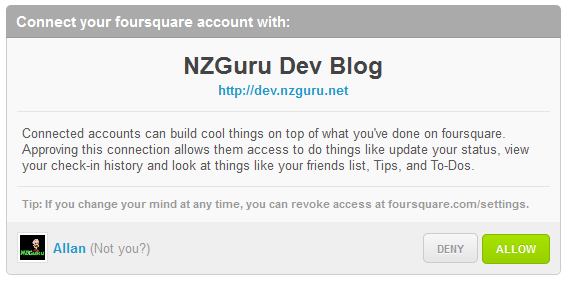 Connect your foursquare account with:
NZGuru Dev Blog
http://dev.nzguru.net
Connected accounts can build cool things on top of what you've done on foursquare.
Approving this connection allows them access to do things like update your status, view
your check-in history and look at things like your friends list, Tips, and To-Dos.
Tip: If you change your mind at any time, you can revoke access at foursquare.com/settings.
NZGuru
Allan (Not you?)
DENY
ALLOW